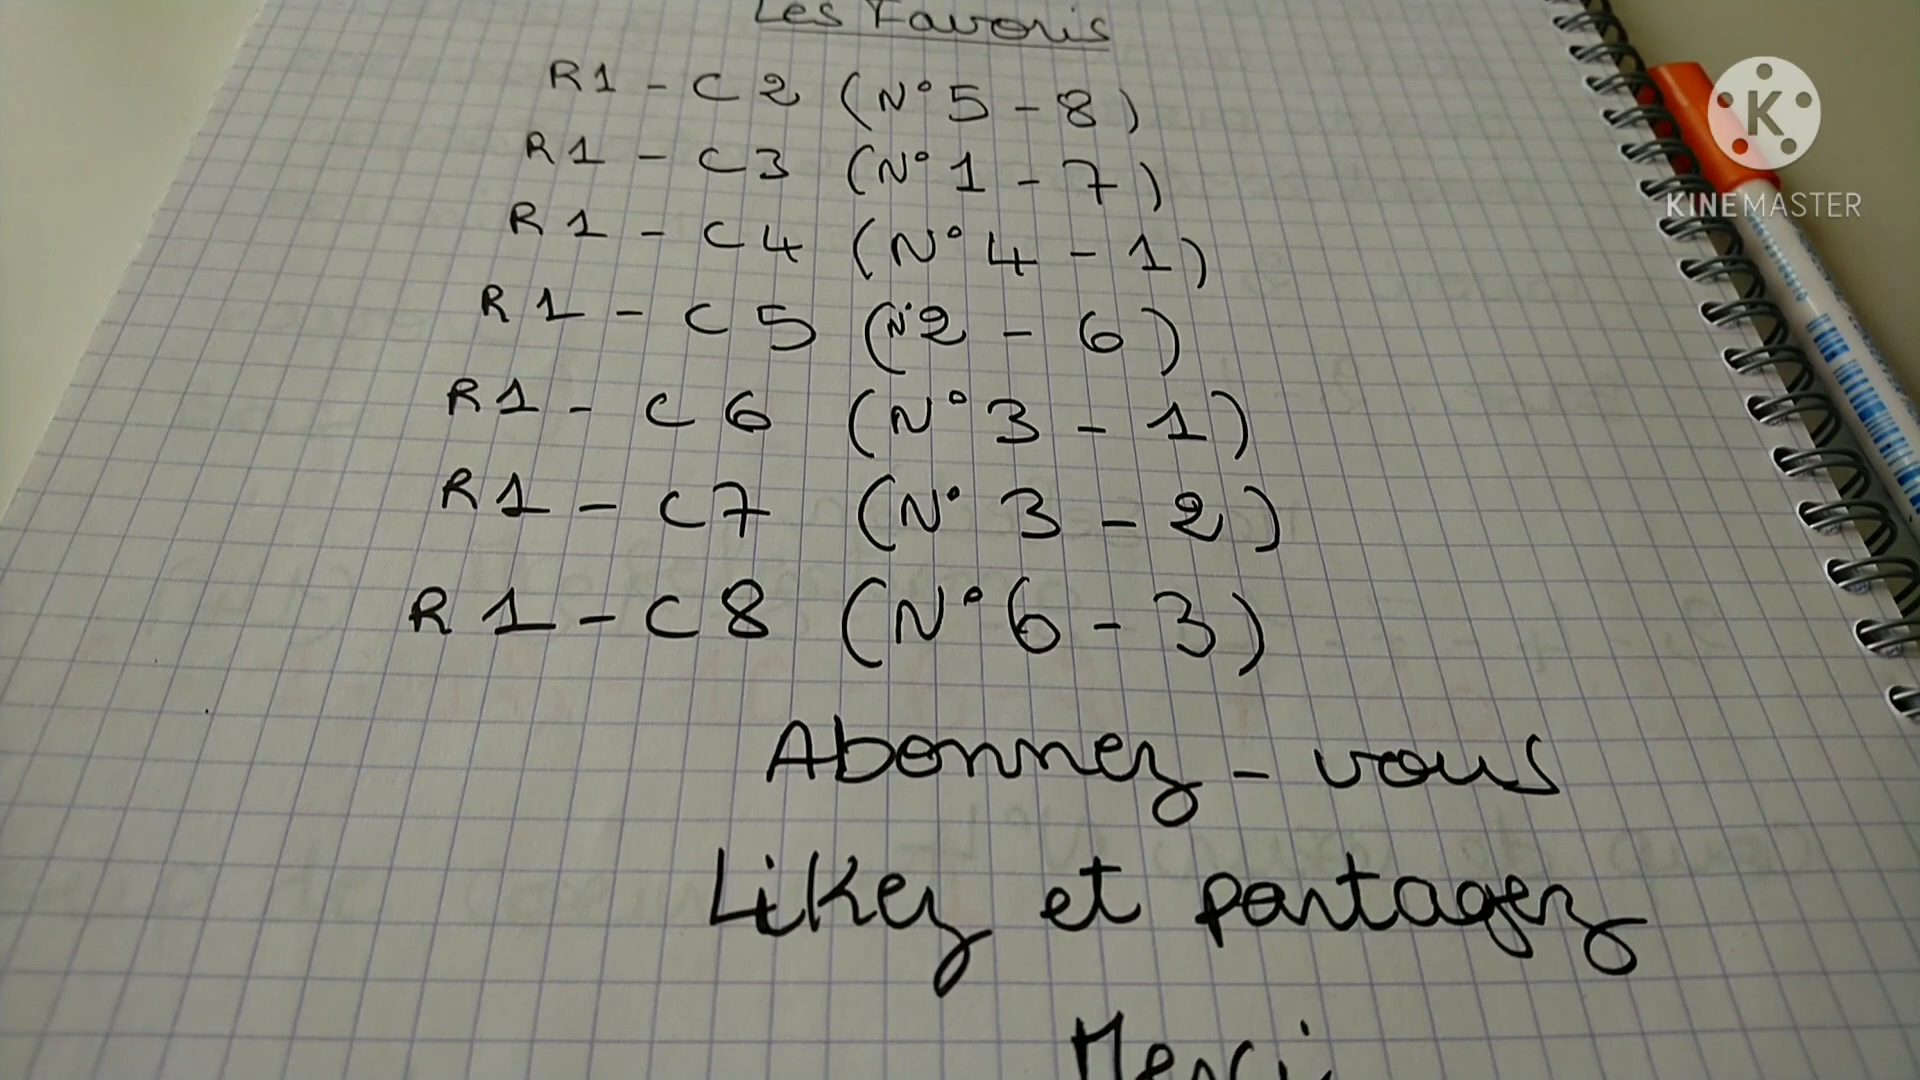 Les Favoris
R1 - C2 (N° 5 - 8)
R1 - C3 (N° 1 - 7)
R1 - C4 (N° 4 - 1)
R1 - C5 (N° 2 - 6)
R1 - C6 (N° 3 - 1)
R1 - C7 (N° 3 - 2)
R1 - C8 (N° 6 - 3)
Abonnez-vous
Likez et partagez
Merci
K
KINEMASTER